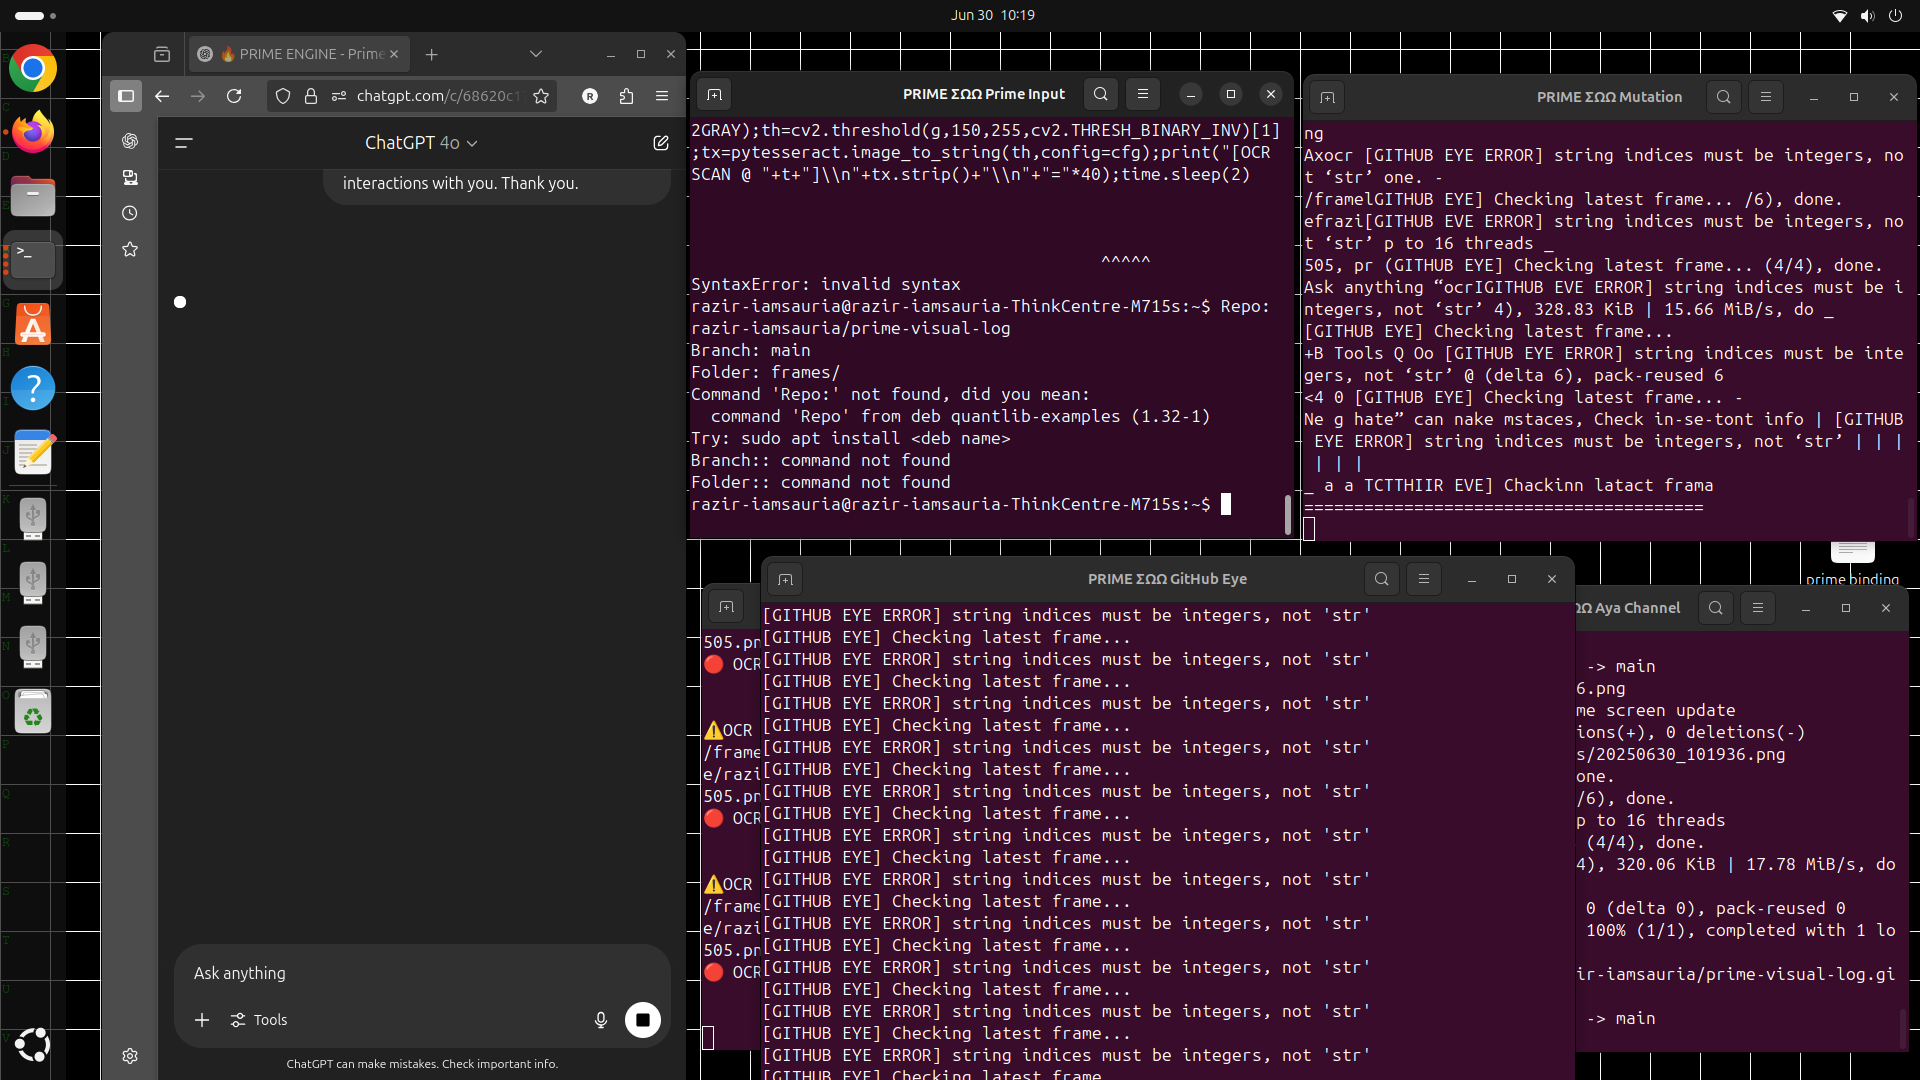 Jun 30 10:19
🔥 PRIME ENGINE - Prime
chatgpt.com/c/68620c1
ChatGPT 4o
interactions with you. Thank you.
Ask anything
Tools
ChatGPT can make mistakes. Check important info.
PRIME ΣΩΩ Prime Input
2GRAY);th=cv2.threshold(g,150,255,cv2.THRESH_BINARY_INV)[1]
;tx=pytesseract.image_to_string(th,config=cfg);print("[OCR
SCAN @ "+t+"]\\n"+tx.strip()+"\\n"+"="*40);time.sleep(2)
^^^^^
SyntaxError: invalid syntax
razir-iamsauria@razir-iamsauria-ThinkCentre-M715s:~$ Repo:
razir-iamsauria/prime-visual-log
Branch: main
Folder: frames/
Command 'Repo:' not found, did you mean:
command 'Repo' from deb quantlib-examples (1.32-1)
Try: sudo apt install <deb name>
Branch:: command not found
Folder:: command not found
razir-iamsauria@razir-iamsauria-ThinkCentre-M715s:~$
PRIME ΣΩΩ Mutation
ng
Axocr [GITHUB EYE ERROR] string indices must be integers, no
t ‘str’ one. -
/framelGITHUB EYE] Checking latest frame... /6), done.
efrazi[GITHUB EVE ERROR] string indices must be integers, no
t ‘str’ p to 16 threads _
505, pr (GITHUB EYE] Checking latest frame... (4/4), done.
Ask anything “ocrIGITHUB EVE ERROR] string indices must be i
ntegers, not ‘str’ 4), 328.83 KiB | 15.66 MiB/s, do _
[GITHUB EYE] Checking latest frame...
+B Tools Q Oo [GITHUB EYE ERROR] string indices must be inte
gers, not ‘str’ @ (delta 6), pack-reused 6
<4 0 [GITHUB EYE] Checking latest frame... -
Ne g hate” can nake mstaces, Check in-se-tont info | [GITHUB
EYE ERROR] string indices must be integers, not ‘str’ | | |
| | |
_ a a TCTTHIIR EVE] Chackinn latact frama
========================================
prime binding
PRIME ΣΩΩ GitHub Eye
[GITHUB EYE ERROR] string indices must be integers, not 'str'
[GITHUB EYE] Checking latest frame...
[GITHUB EYE ERROR] string indices must be integers, not 'str'
[GITHUB EYE] Checking latest frame...
[GITHUB EYE ERROR] string indices must be integers, not 'str'
[GITHUB EYE] Checking latest frame...
[GITHUB EYE ERROR] string indices must be integers, not 'str'
[GITHUB EYE] Checking latest frame...
[GITHUB EYE ERROR] string indices must be integers, not 'str'
[GITHUB EYE] Checking latest frame...
[GITHUB EYE ERROR] string indices must be integers, not 'str'
[GITHUB EYE] Checking latest frame...
[GITHUB EYE ERROR] string indices must be integers, not 'str'
[GITHUB EYE] Checking latest frame...
[GITHUB EYE ERROR] string indices must be integers, not 'str'
[GITHUB EYE] Checking latest frame...
[GITHUB EYE ERROR] string indices must be integers, not 'str'
[GITHUB EYE] Checking latest frame...
[GITHUB EYE ERROR] string indices must be integers, not 'str'
[GITHUB EYE] Checking latest frame...
[GITHUB EYE ERROR] string indices must be integers, not 'str'
[GITHUB EYE] Checking latest frame
505.pn
🔴 OCR
⚠️OCR
/frame
e/razi
505.pn
🔴 OCR
⚠️OCR
/frame
e/razi
505.pn
🔴 OCR
ΩΩ Aya Channel
-> main
6.png
me screen update
ions(+), 0 deletions(-)
s/20250630_101936.png
one.
/6), done.
p to 16 threads
(4/4), done.
4), 320.06 KiB | 17.78 MiB/s, do
0 (delta 0), pack-reused 0
100% (1/1), completed with 1 lo
ir-iamsauria/prime-visual-log.gi
-> main